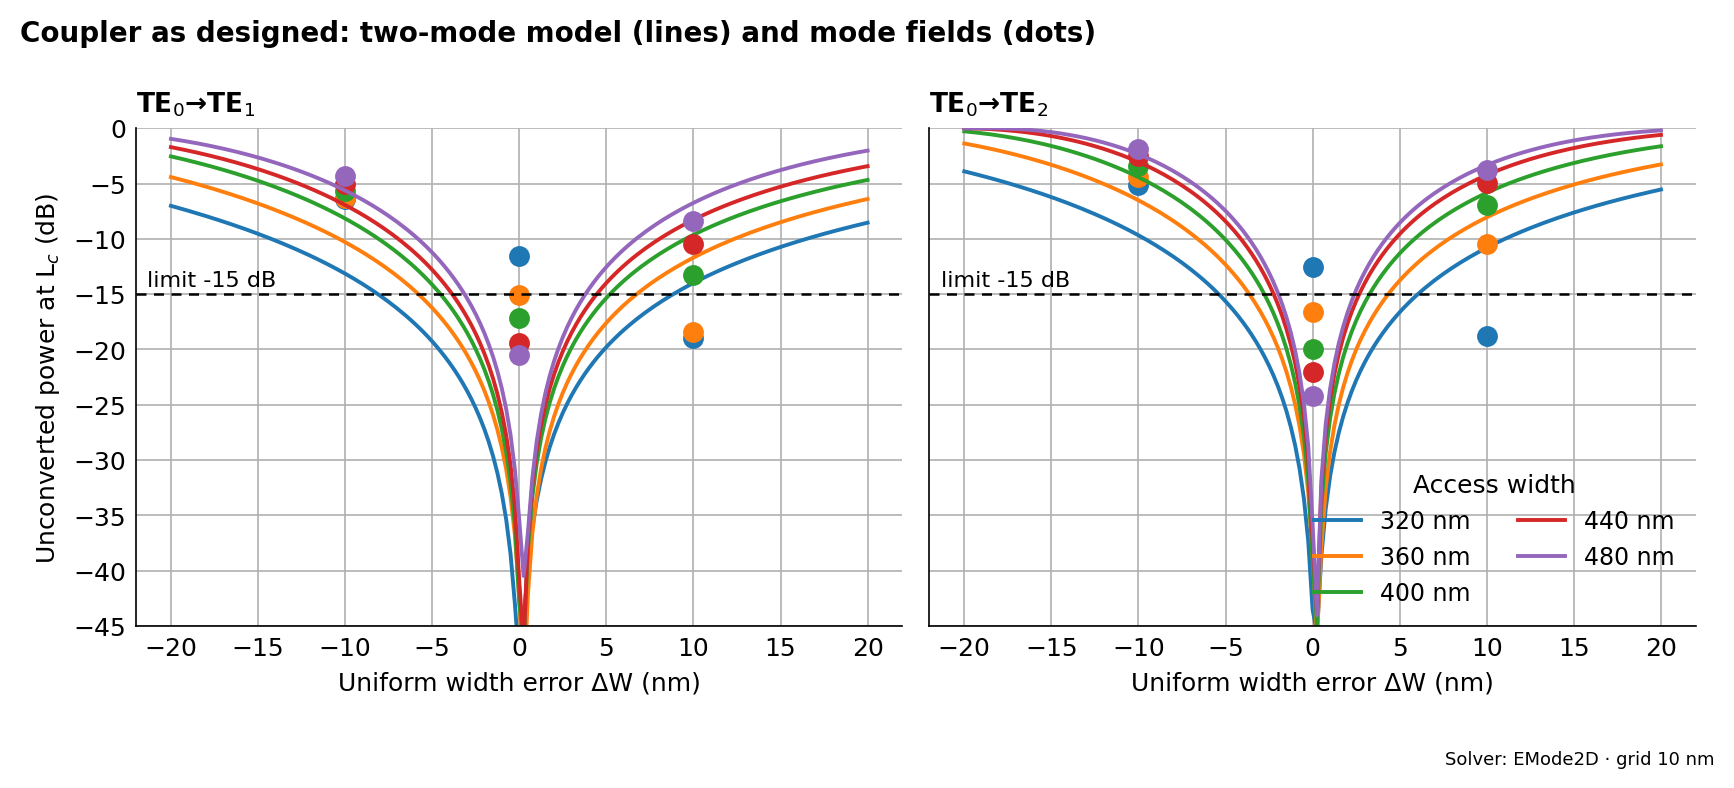 Coupler as designed: two-mode model (lines) and mode fields (dots)
TE₀→TE₁
TE₀→TE₂
Unconverted power at L꜀ (dB)
0
−5
−10
−15
−20
−25
−30
−35
−40
−45
limit -15 dB
limit -15 dB
Access width
320 nm
440 nm
360 nm
480 nm
400 nm
−20 −15 −10 −5 0 5 10 15 20
−20 −15 −10 −5 0 5 10 15 20
Uniform width error ΔW (nm)
Uniform width error ΔW (nm)
Solver: EMode2D · grid 10 nm